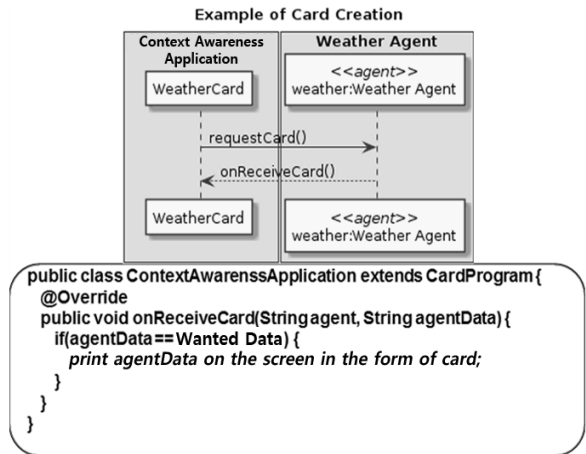 Example of Card Creation
Context Awareness
Application
Weather Agent
WeatherCard
<<agent>>
weather:Weather Agent
requestCard()
onReceiveCard()
WeatherCard
<<agent>>
weather:Weather Agent
public class ContextAwarenssApplication extends CardProgram {
@Override
public void onReceiveCard(String agent, String agentData) {
if(agentData == Wanted Data) {
print agentData on the screen in the form of card;
}
}
}